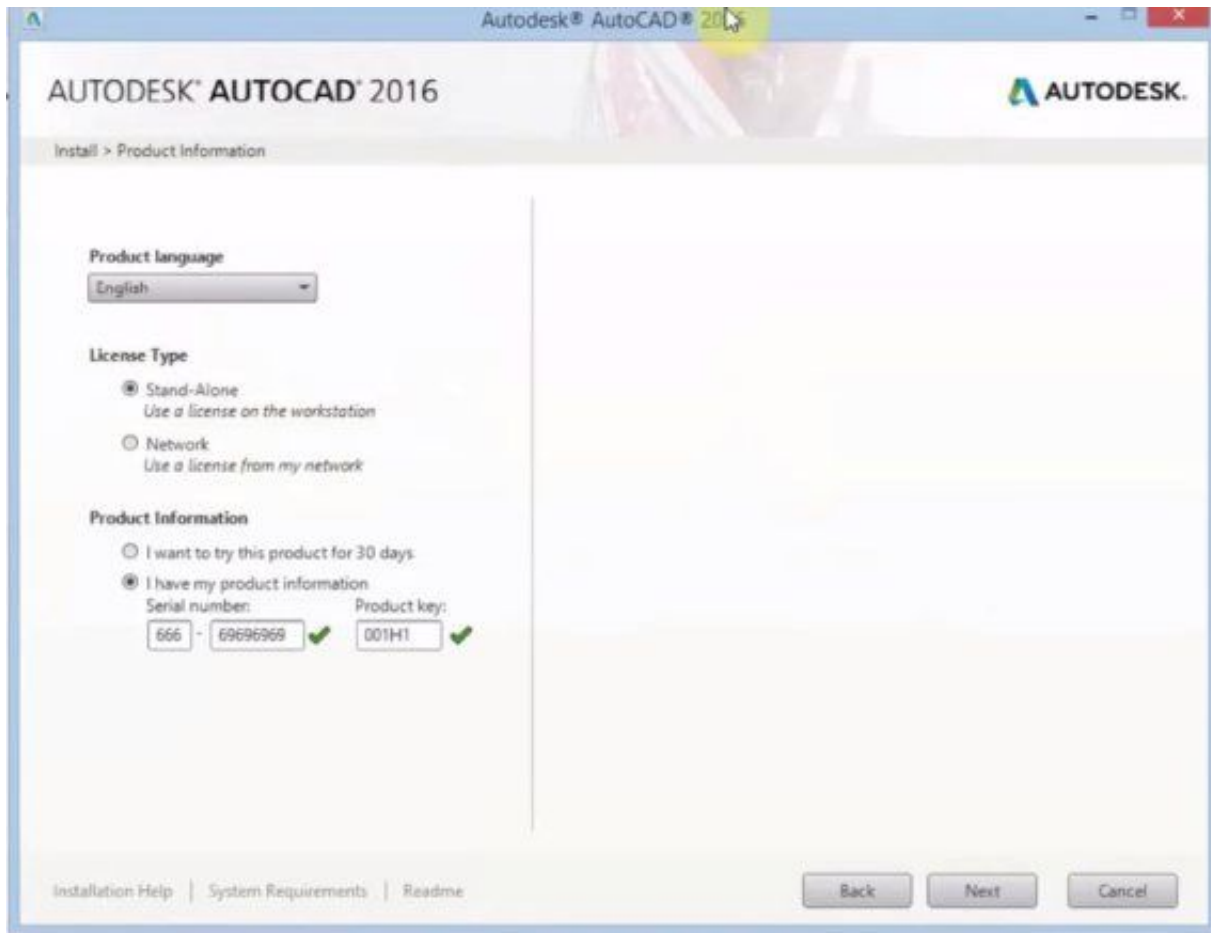 Autodesk® AutoCAD® 2016
AUTODESK® AUTOCAD® 2016
AUTODESK.
Install > Product Information
Product language
English
License Type
Stand-Alone
Use a license on the workstation
Network
Use a license from my network
Product Information
I want to try this product for 30 days
I have my product information
Serial number: Product key:
666 - 69696969 001H1
Installation Help | System Requirements | Readme
Back Next Cancel